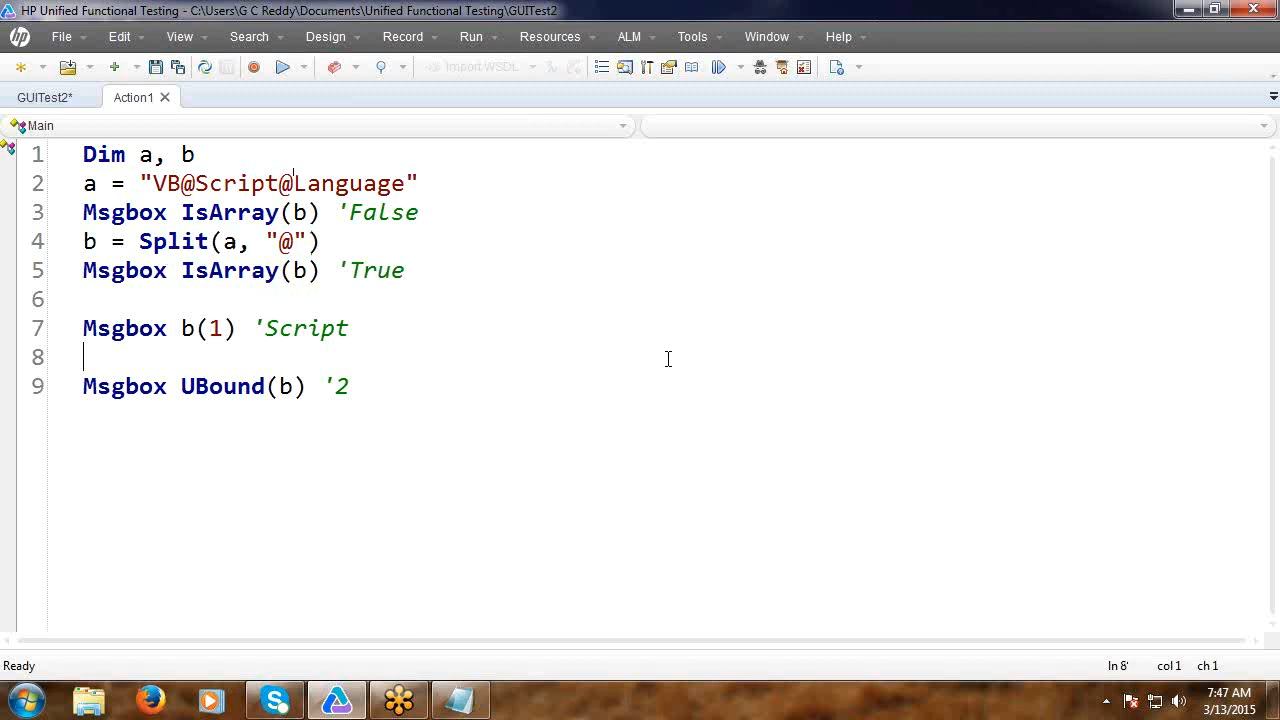 HP Unified Functional Testing - C:\Users\G C Reddy\Documents\Unified Functional Testing\GUITest2
hp File Edit View Search Design Record Run Resources ALM Tools Window Help
Import WSDL
GUITest2* Action1
Main
1 Dim a, b
2 a = "VB@Script@Language"
3 Msgbox IsArray(b) 'False
4 b = Split(a, "@")
5 Msgbox IsArray(b) 'True
6
7 Msgbox b(1) 'Script
8
9 Msgbox UBound(b) '2
Ready ln 8 col 1 ch 1
7:47 AM
3/13/2015